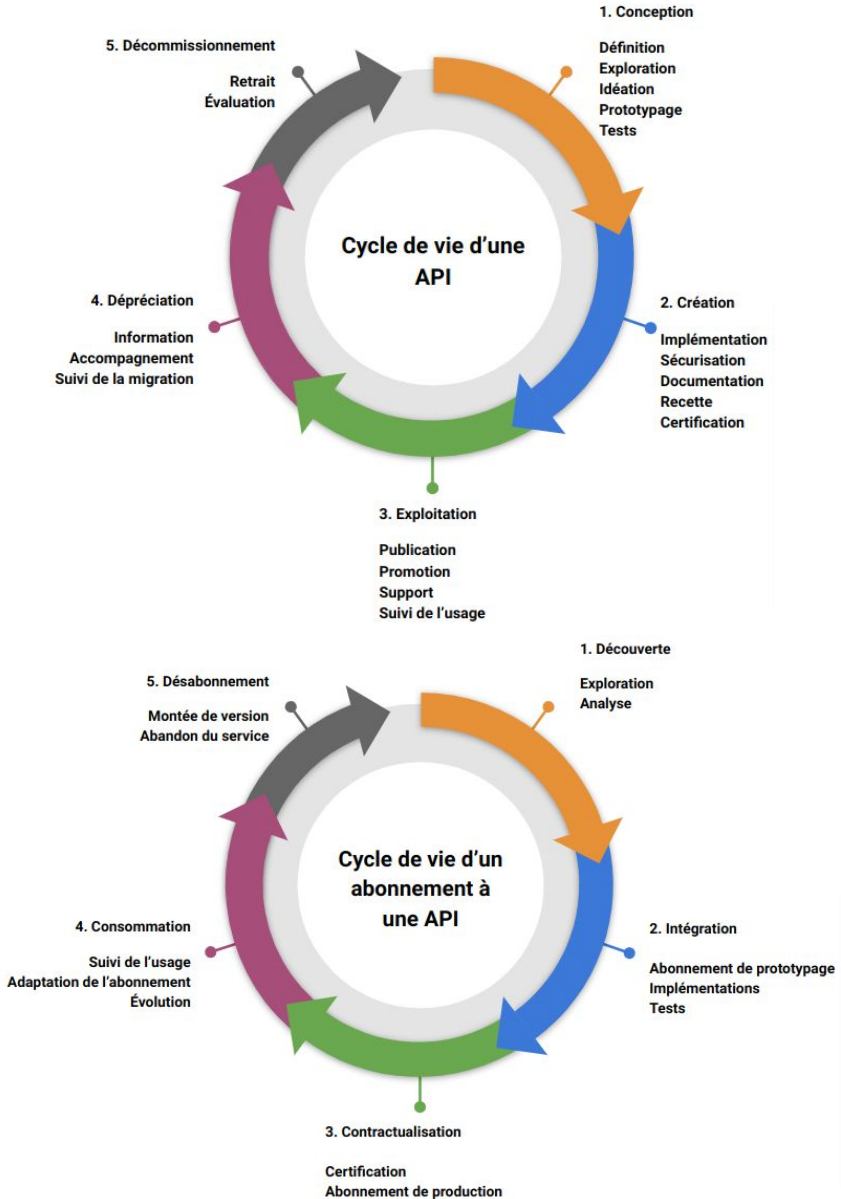 1. Conception
Définition
Exploration
Idéation
Prototypage
Tests
5. Décommissionnement
Retrait
Évaluation
Cycle de vie d’une
API
4. Dépréciation
Information
Accompagnement
Suivi de la migration
2. Création
Implémentation
Sécurisation
Documentation
Recette
Certification
3. Exploitation
Publication
Promotion
Support
Suivi de l’usage
1. Découverte
Exploration
Analyse
5. Désabonnement
Montée de version
Abandon du service
Cycle de vie d’un
abonnement à
une API
4. Consommation
Suivi de l’usage
Adaptation de l’abonnement
Évolution
2. Intégration
Abonnement de prototypage
Implémentations
Tests
3. Contractualisation
Certification
Abonnement de production